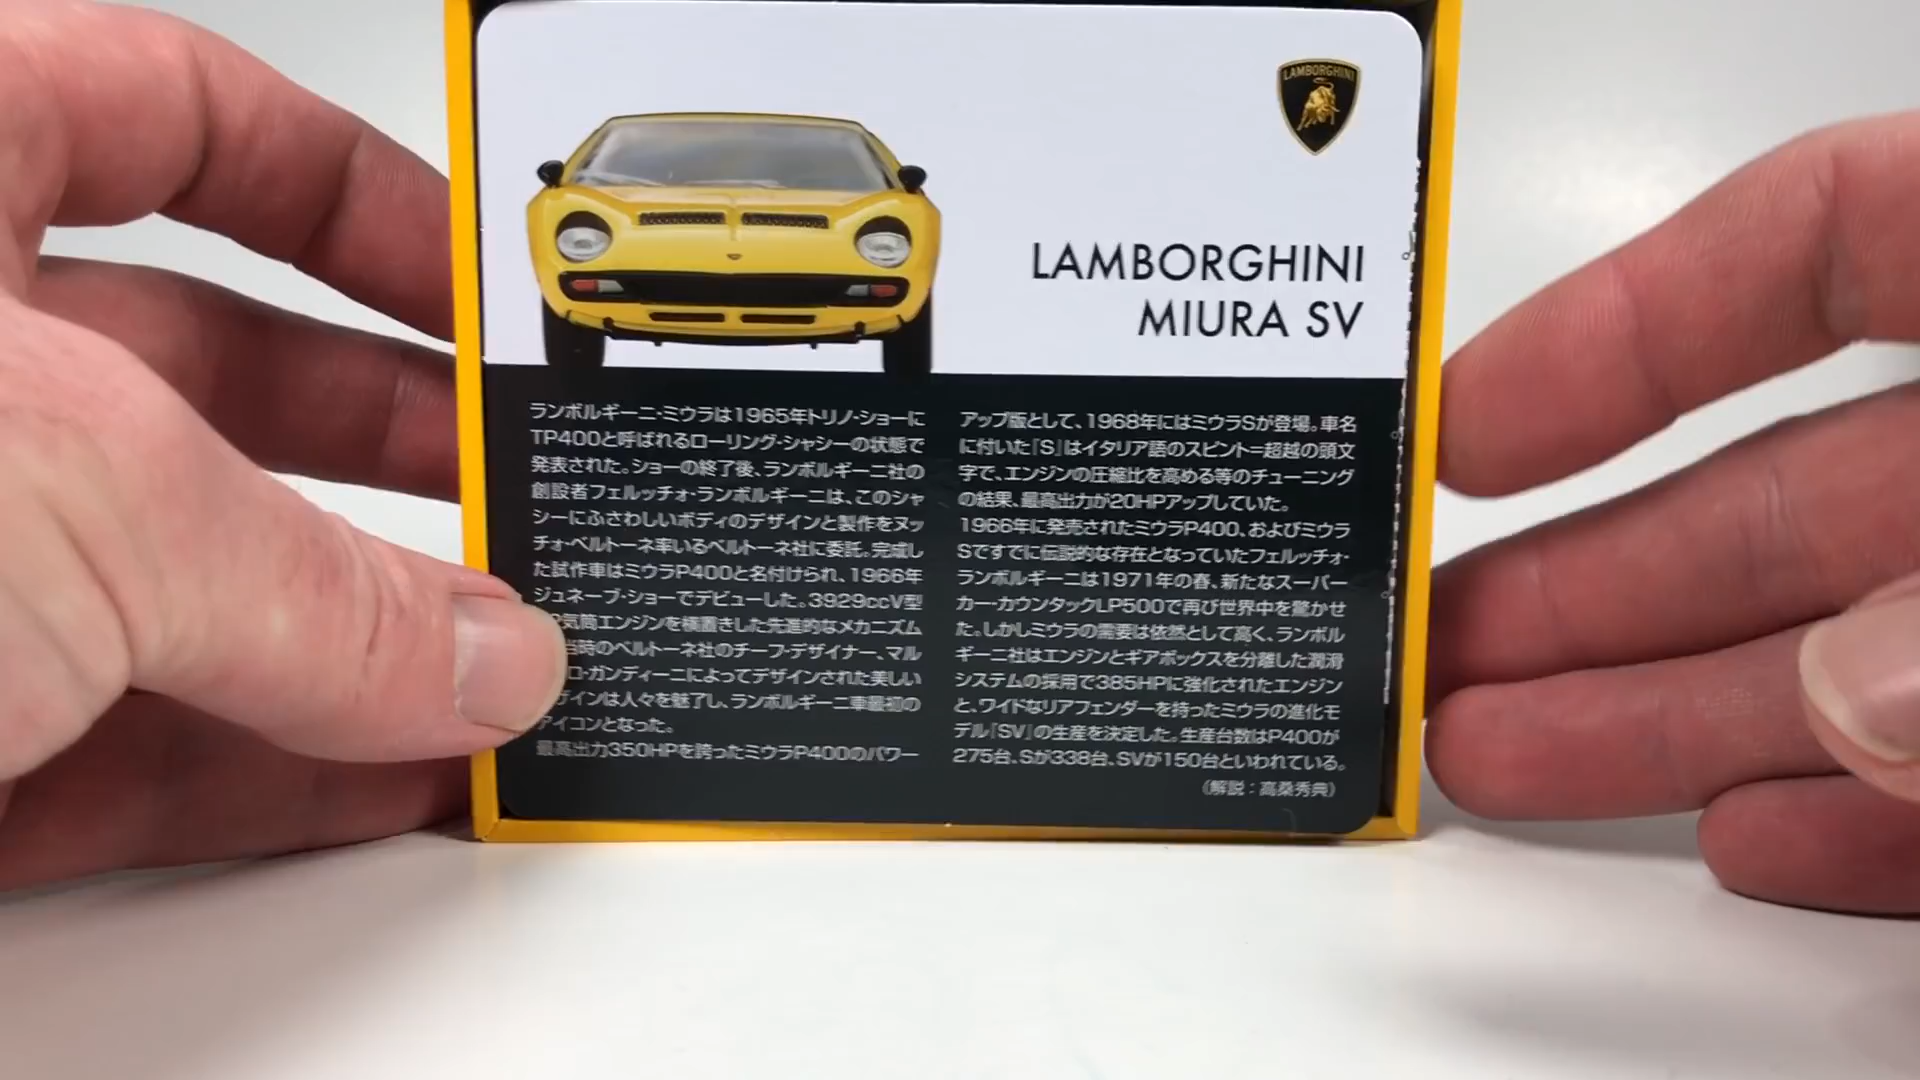 LAMBORGHINI
LAMBORGHINI
MIURA SV
ランボルギーニ・ミウラは1965年トリノ・ショーに
TP400と呼ばれるローリング・シャシーの状態で
発表された。ショーの終了後、ランボルギーニ社の
創設者フェルッチオ・ランボルギーニは、このシャ
シーにふさわしいボディのデザインと製作をヌッ
チオ・ベルトーネ率いるベルトーネ社に委託。完成し
た試作車はミウラP400と名付けられ、1966年
ジュネーブ・ショーでデビューした。3929ccV型
気筒エンジンを横置きした先進的なメカニズム
当時のベルトーネ社のチーフ・デザイナー、マル
ロ・ガンディーニによってデザインされた美しい
ザインは人々を魅了し、ランボルギーニ車最初の
アイコンとなった。
最高出力350HPを誇ったミウラP400のパワー
アップ版として、1968年にはミウラSが登場。車名
に付いた「S」はイタリア語のスピント=超越の頭文
字で、エンジンの圧縮比を高める等のチューニング
の結果、最高出力が20HPアップしていた。
1966年に発売されたミウラP400、およびミウラ
Sですでに伝説的な存在となっていたフェルッチオ・
ランボルギーニは1971年の春、新たなスーパー
カー・カウンタックLP500で再び世界中を驚かせ
た。しかしミウラの需要は依然として高く、ランボル
ギーニ社はエンジンとギアボックスを分離した潤滑
システムの採用で385HPに強化されたエンジン
と、ワイドなリアフェンダーを持ったミウラの進化モ
デル「SV」の生産を決定した。生産台数はP400が
275台、Sが338台、SVが150台といわれている。
(解説：高桑秀典)